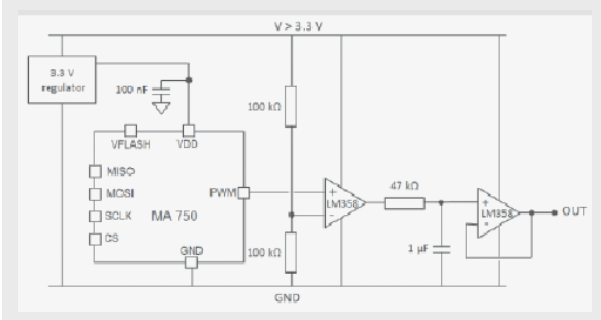 V > 3.3 V
3.3 V
regulator
100 nF
100 kΩ
VFLASH
VDD
MISO
MOSI
SCLK
CS
MA 750
PWM
GND
100 kΩ
+
-
LM358
47 kΩ
1 µF
+
-
LM358
OUT
GND